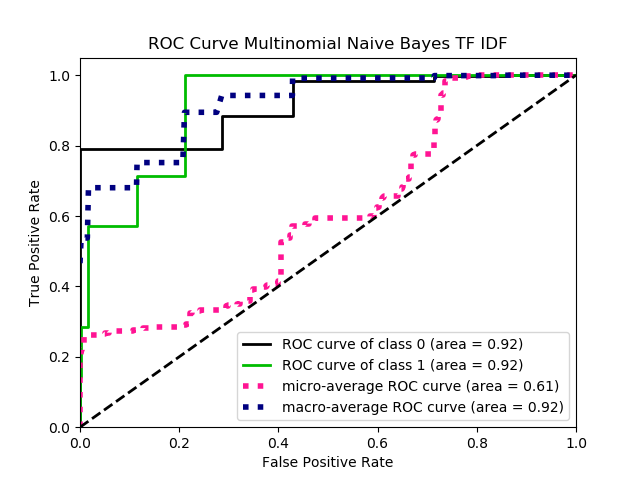 ROC Curve Multinomial Naive Bayes TF IDF
1.0
0.8
0.6
0.4
0.2
0.0
True Positive Rate
ROC curve of class 0 (area = 0.92)
ROC curve of class 1 (area = 0.92)
micro-average ROC curve (area = 0.61)
macro-average ROC curve (area = 0.92)
0.0 0.2 0.4 0.6 0.8 1.0
False Positive Rate